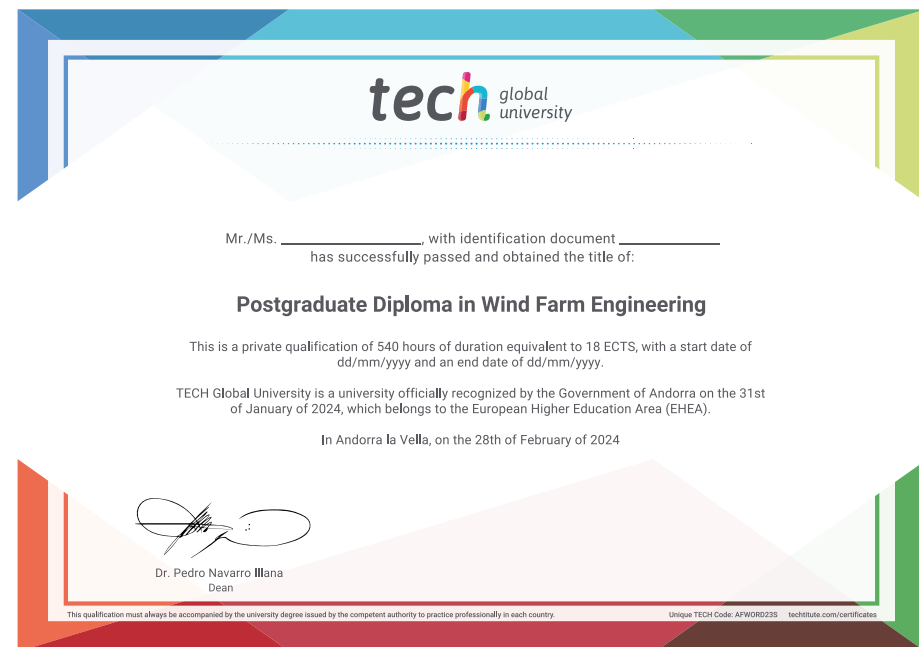 tech global university
Mr./Ms. ____________________, with identification document ______________
has successfully passed and obtained the title of:
Postgraduate Diploma in Wind Farm Engineering
This is a private qualification of 540 hours of duration equivalent to 18 ECTS, with a start date of
dd/mm/yyyy and an end date of dd/mm/yyyy.
TECH Global University is a university officially recognized by the Government of Andorra on the 31st
of January of 2024, which belongs to the European Higher Education Area (EHEA).
In Andorra la Vella, on the 28th of February of 2024
Dr. Pedro Navarro Illana
Dean
This qualification must always be accompanied by the university degree issued by the competent authority to practice professionally in each country.
Unique TECH Code: AFWORD23S techtitute.com/certificates